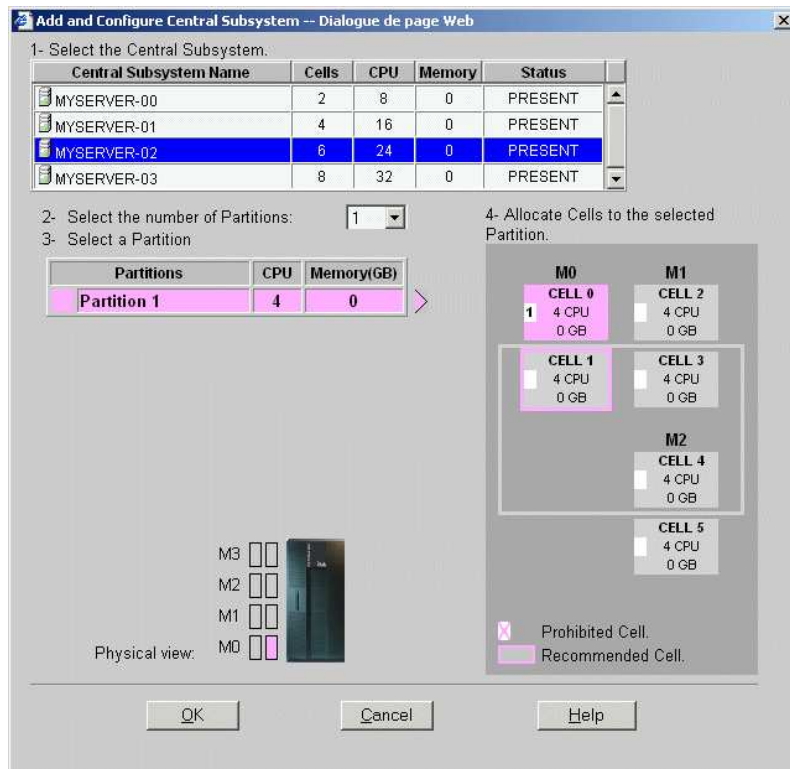 Add and Configure Central Subsystem -- Dialogue de page Web
1- Select the Central Subsystem.
Central Subsystem Name Cells CPU Memory Status
MYSERVER-00 2 8 0 PRESENT
MYSERVER-01 4 16 0 PRESENT
MYSERVER-02 6 24 0 PRESENT
MYSERVER-03 8 32 0 PRESENT
2- Select the number of Partitions: 1
3- Select a Partition
Partitions CPU Memory(GB)
Partition 1 4 0
4- Allocate Cells to the selected
Partition.
M0 M1
CELL 0 CELL 2
1 4 CPU 4 CPU
0 GB 0 GB
CELL 1 CELL 3
4 CPU 4 CPU
0 GB 0 GB
M2
CELL 4
4 CPU
0 GB
CELL 5
4 CPU
0 GB
Prohibited Cell.
Recommended Cell.
M3
M2
M1
Physical view: M0
OK Cancel Help